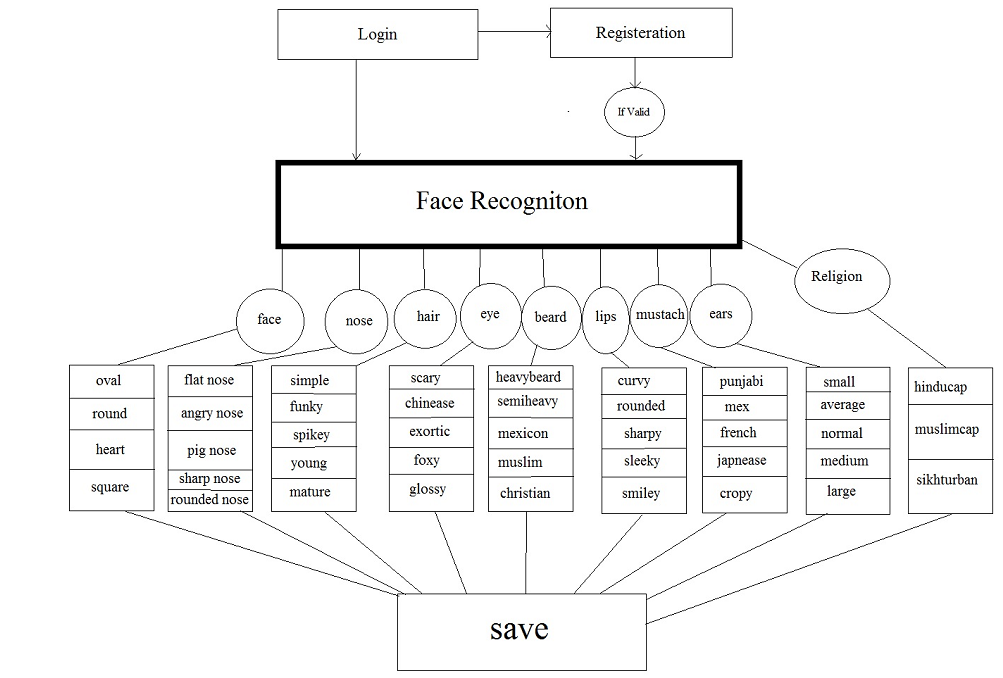 Login
Registeration
If Valid
Face Recogniton
Religion
face
nose
hair
eye
beard
lips
mustach
ears
oval
round
heart
square
flat nose
angry nose
pig nose
sharp nose
rounded nose
simple
funky
spikey
young
mature
scary
chinease
exortic
foxy
glossy
heavybeard
semiheavy
mexicon
muslim
christian
curvy
rounded
sharpy
sleeky
smiley
punjabi
mex
french
japnease
cropy
small
average
normal
medium
large
hinducap
muslimcap
sikhturban
save